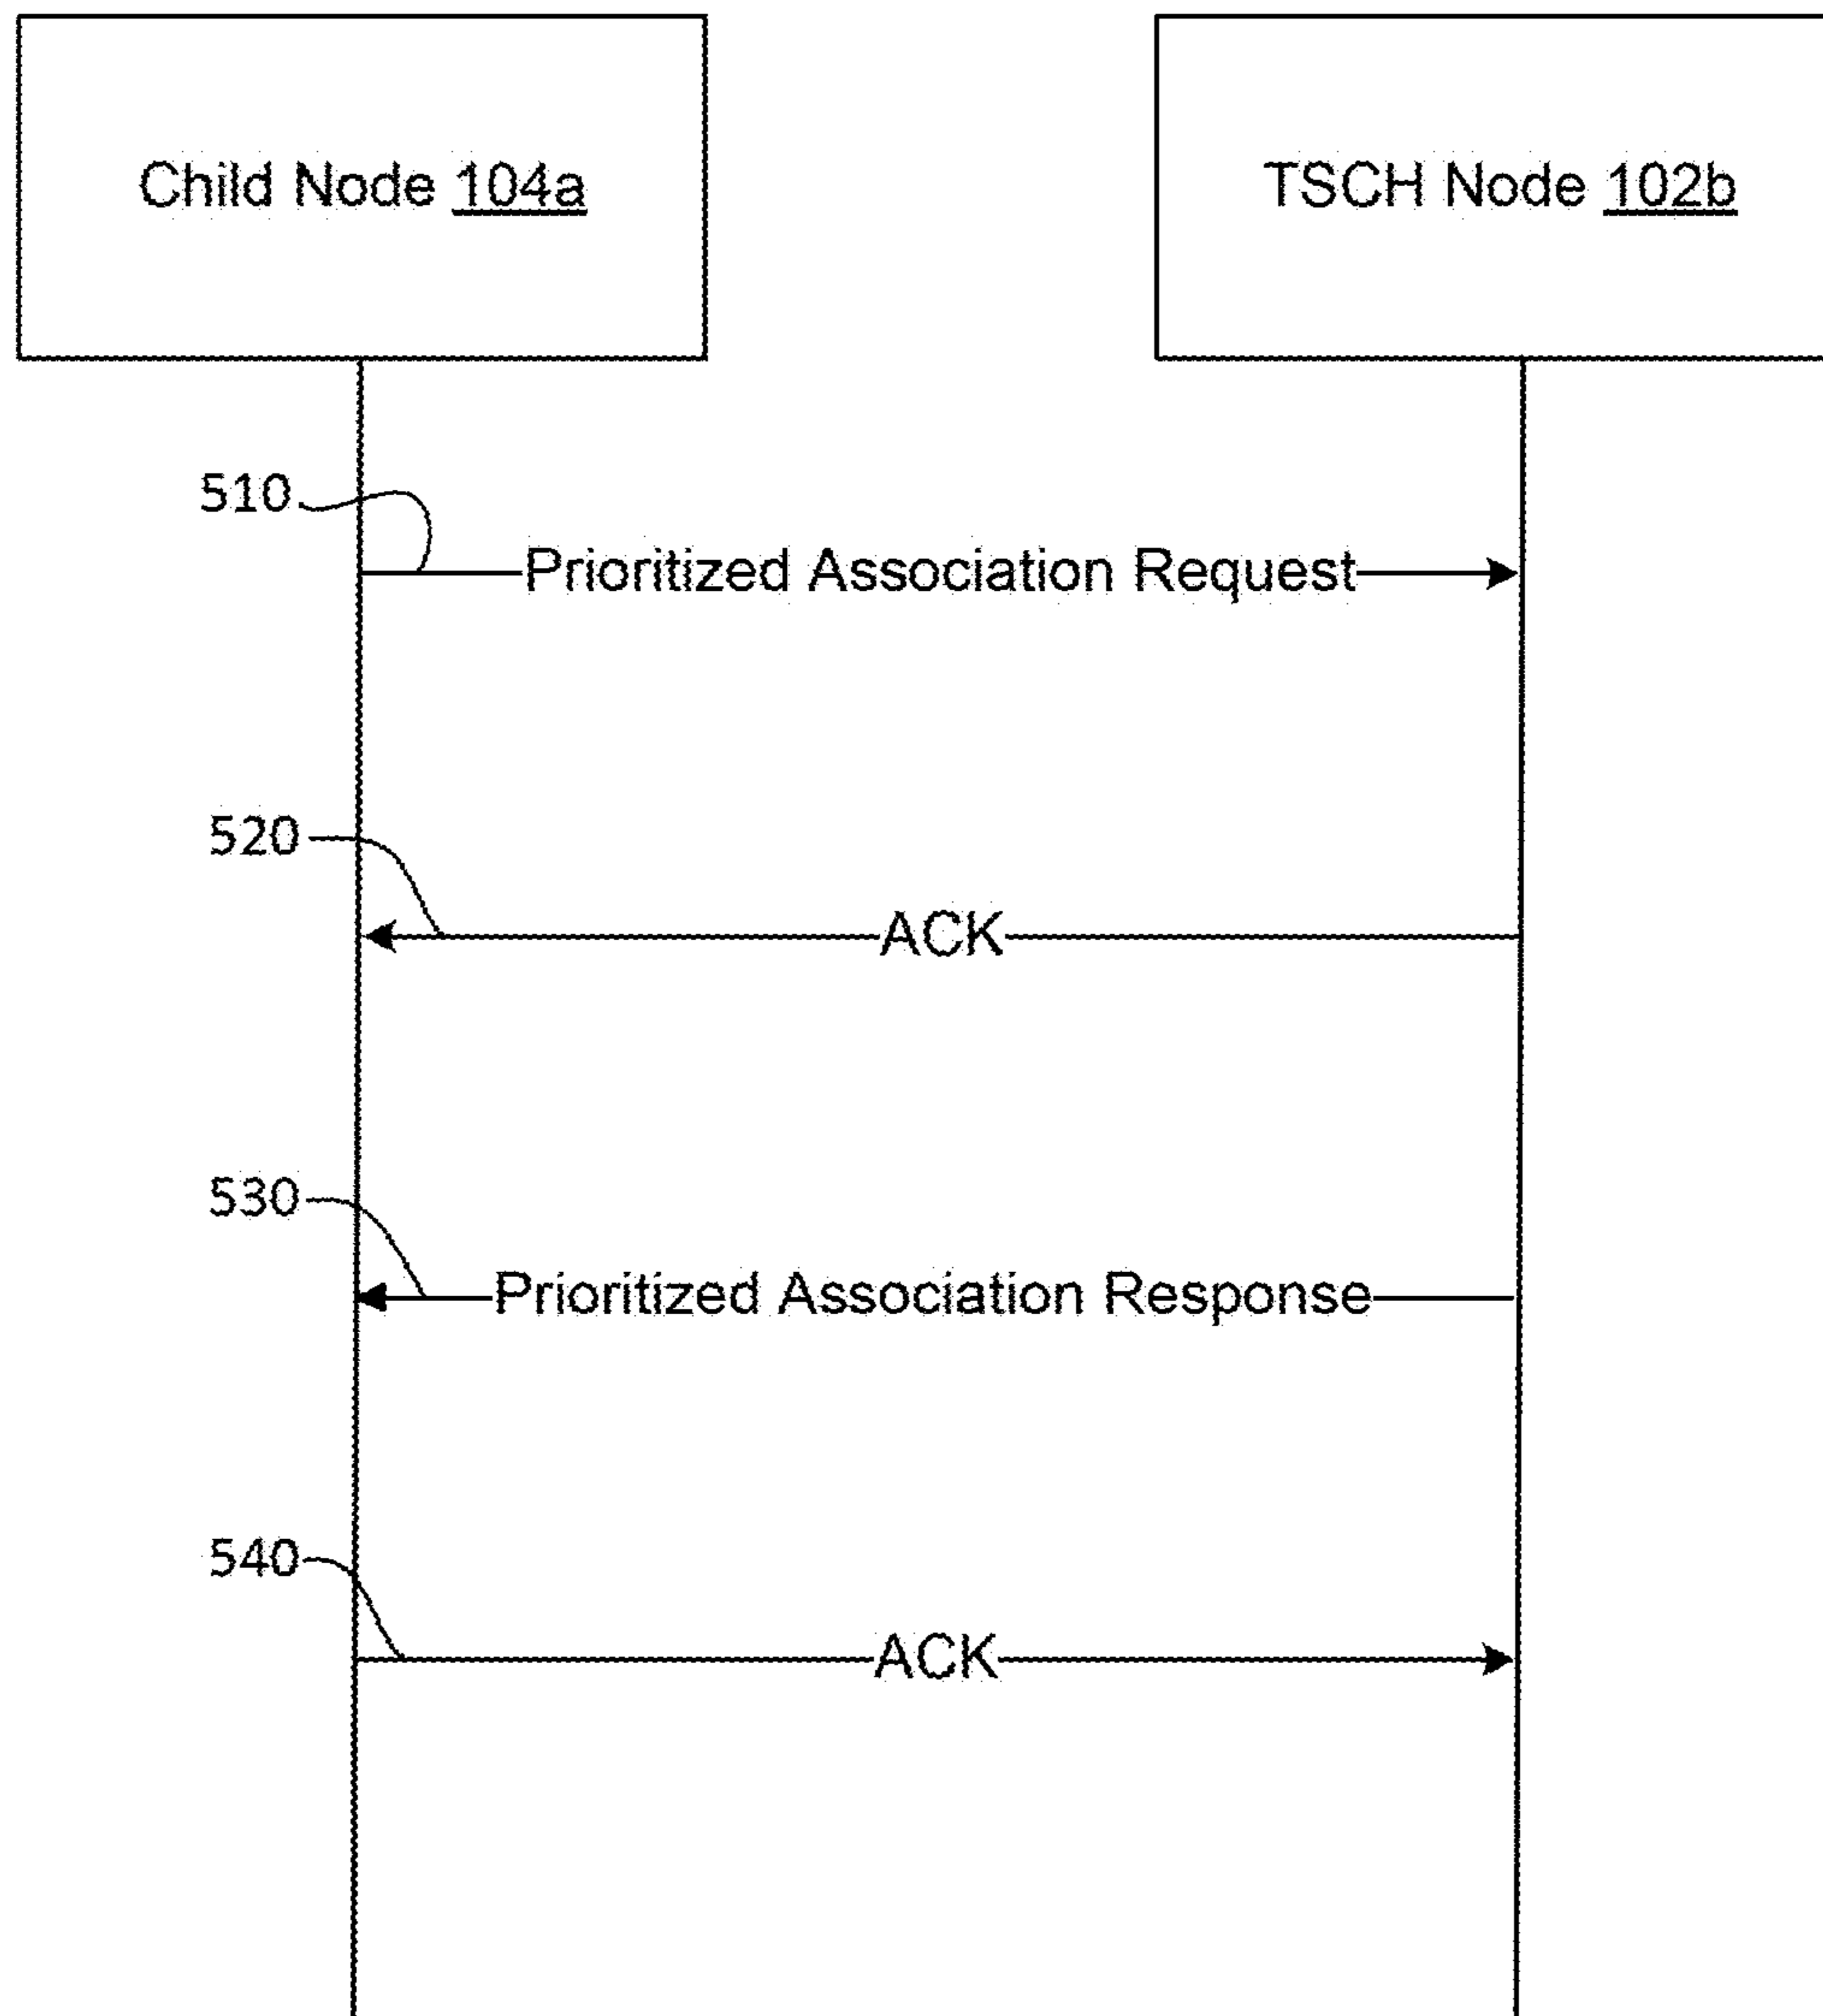 Child Node 104a
TSCH Node 102b
510
Prioritized Association Request
520
ACK
530
Prioritized Association Response
540
ACK